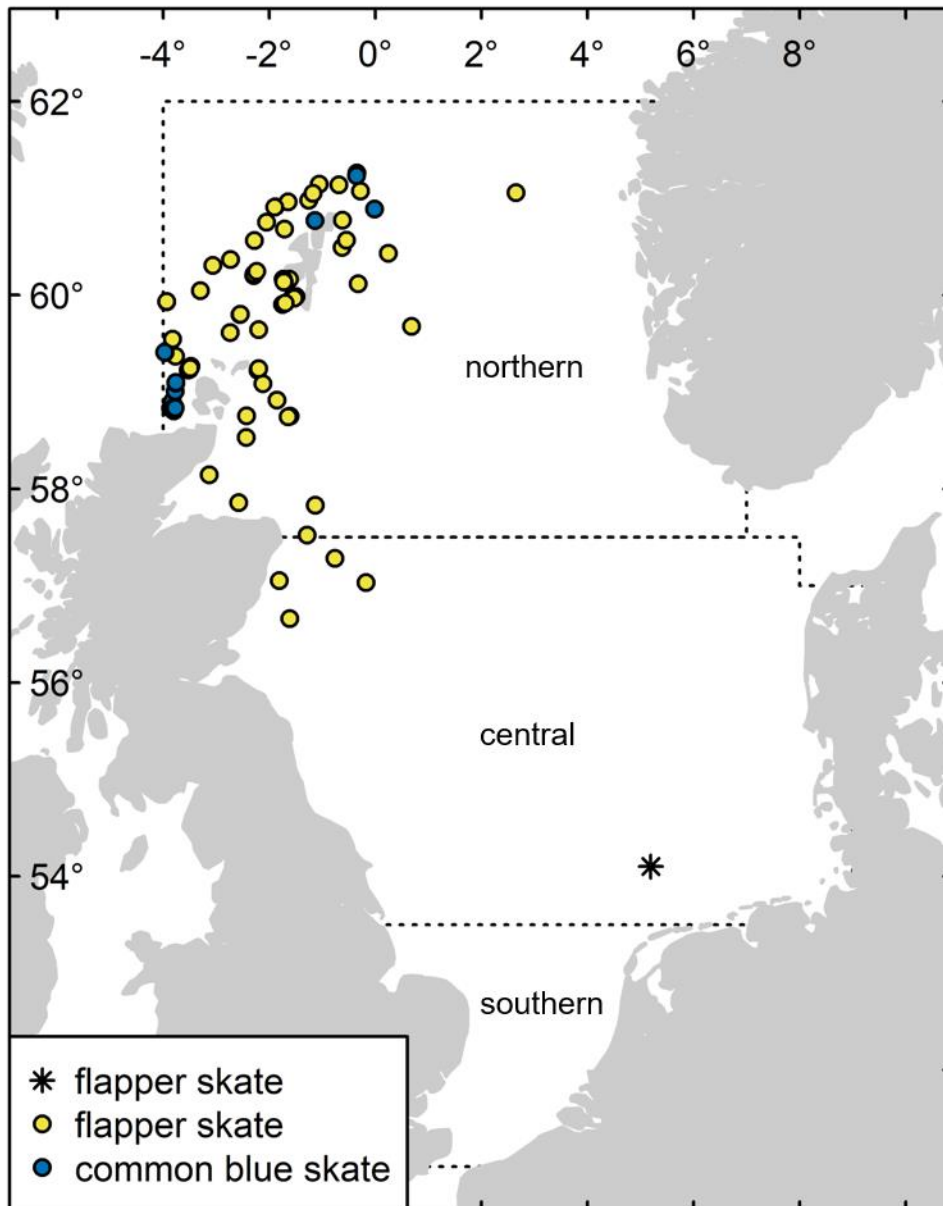 -4° -2° 0° 2° 4° 6° 8°
62°
60°
northern
58°
56°
central
54°
southern
flapper skate
flapper skate
common blue skate